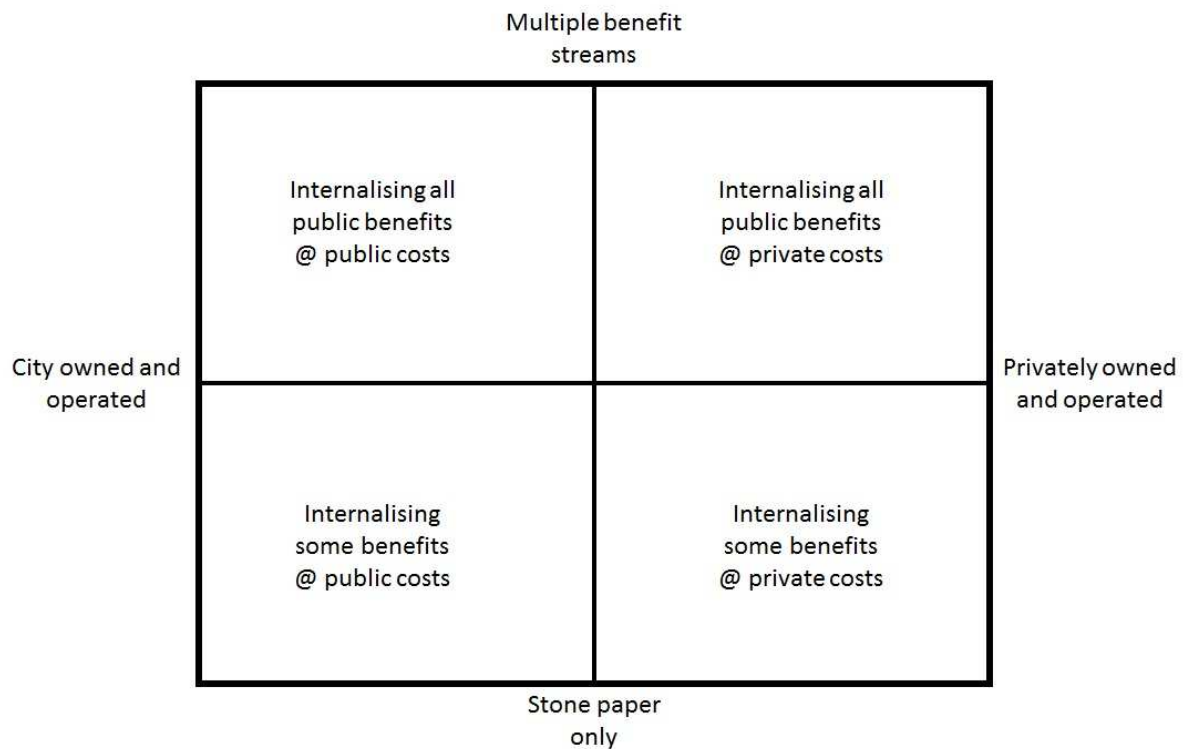 Multiple benefit
streams
Internalising all
public benefits
@ public costs
Internalising all
public benefits
@ private costs
City owned and
operated
Privately owned
and operated
Internalising
some benefits
@ public costs
Internalising
some benefits
@ private costs
Stone paper
only